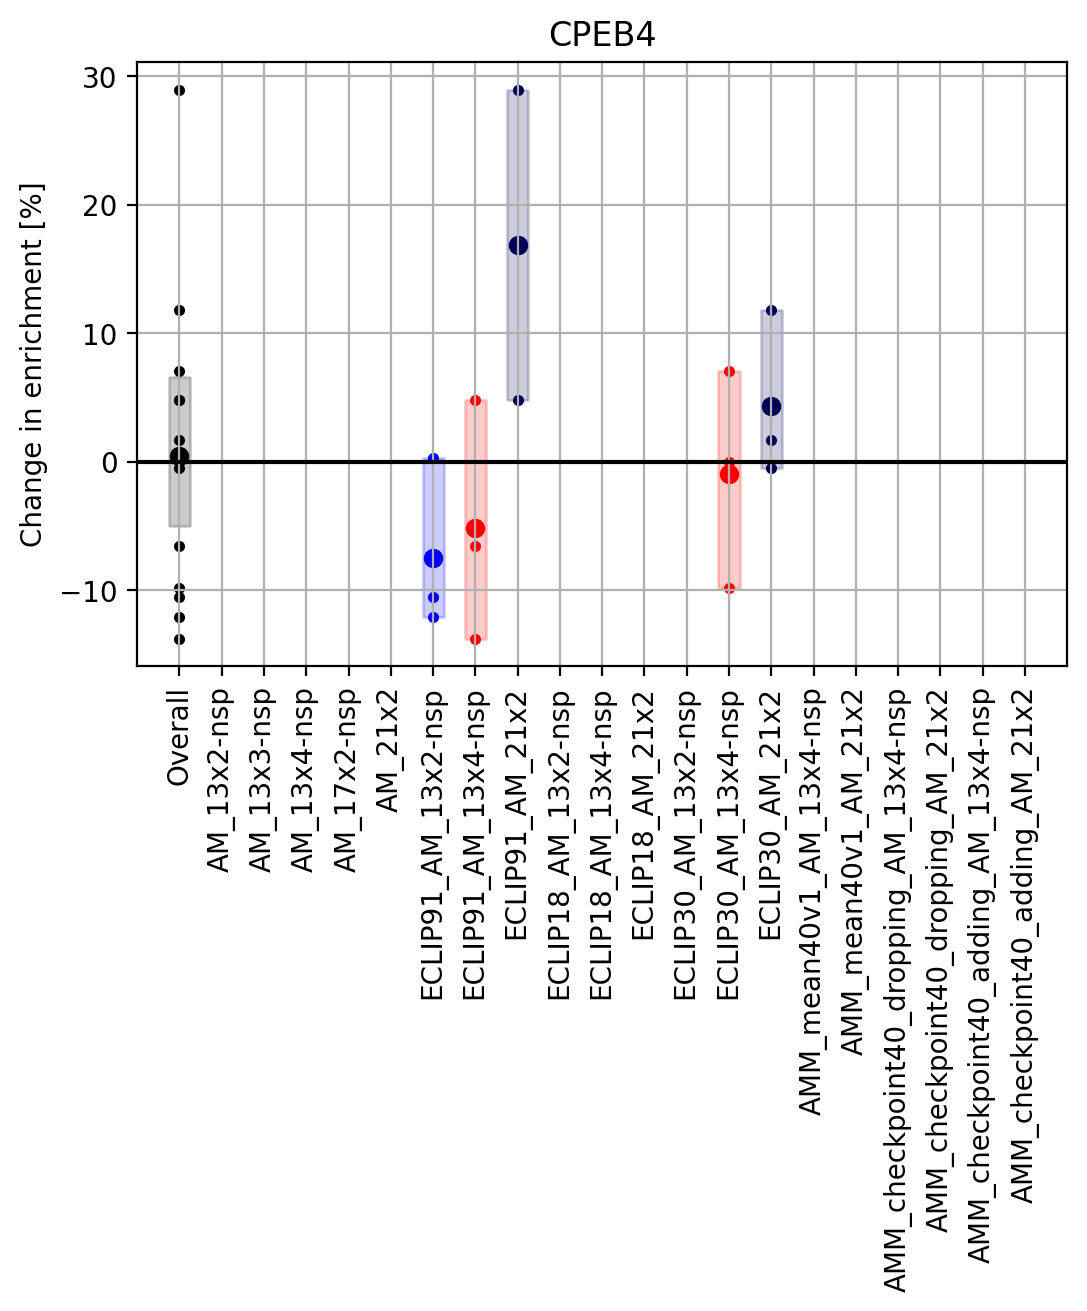 CPEB4
Change in enrichment [%]
30
20
10
0
−10
Overall
AM_13x2-nsp
AM_13x3-nsp
AM_13x4-nsp
AM_17x2-nsp
AM_21x2
ECLIP91_AM_13x2-nsp
ECLIP91_AM_13x4-nsp
ECLIP91_AM_21x2
ECLIP18_AM_13x2-nsp
ECLIP18_AM_13x4-nsp
ECLIP18_AM_21x2
ECLIP30_AM_13x2-nsp
ECLIP30_AM_13x4-nsp
ECLIP30_AM_21x2
AMM_mean40v1_AM_13x4-nsp
AMM_mean40v1_AM_21x2
AMM_checkpoint40_dropping_AM_13x4-nsp
AMM_checkpoint40_dropping_AM_21x2
AMM_checkpoint40_adding_AM_13x4-nsp
AMM_checkpoint40_adding_AM_21x2